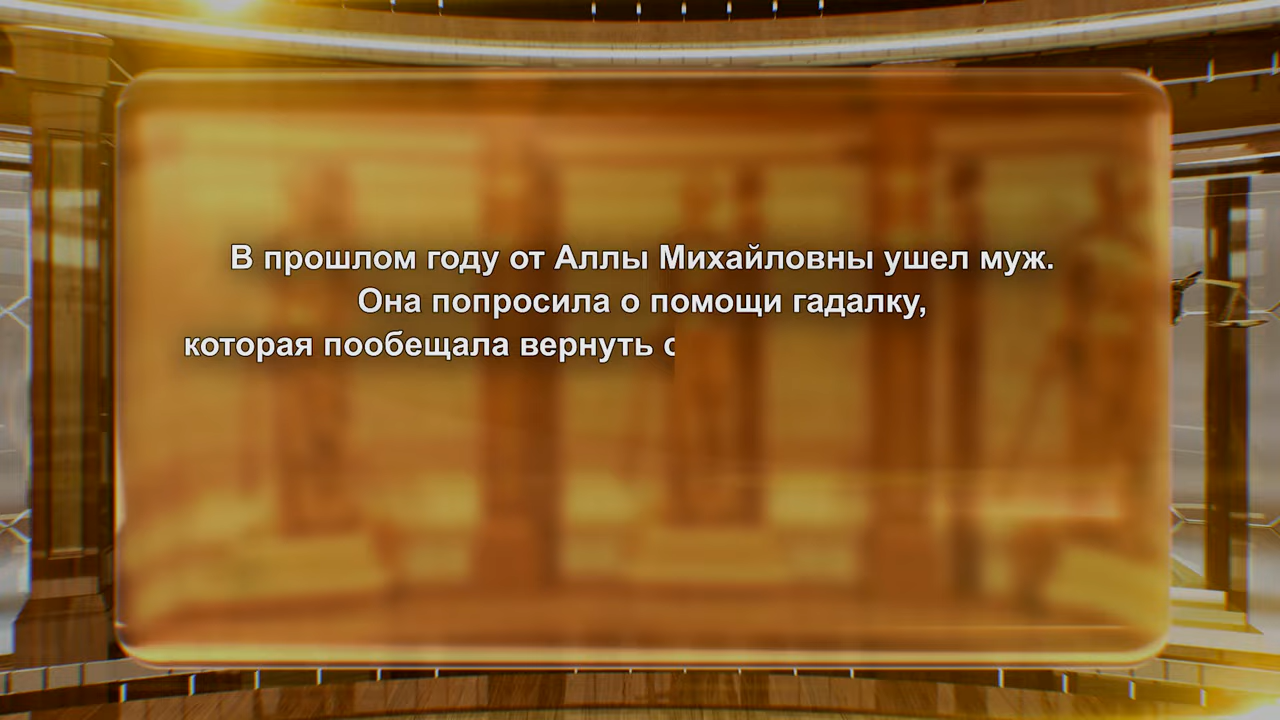 В прошлом году от Аллы Михайловны ушел муж.
Она попросила о помощи гадалку,
которая пообещала вернуть